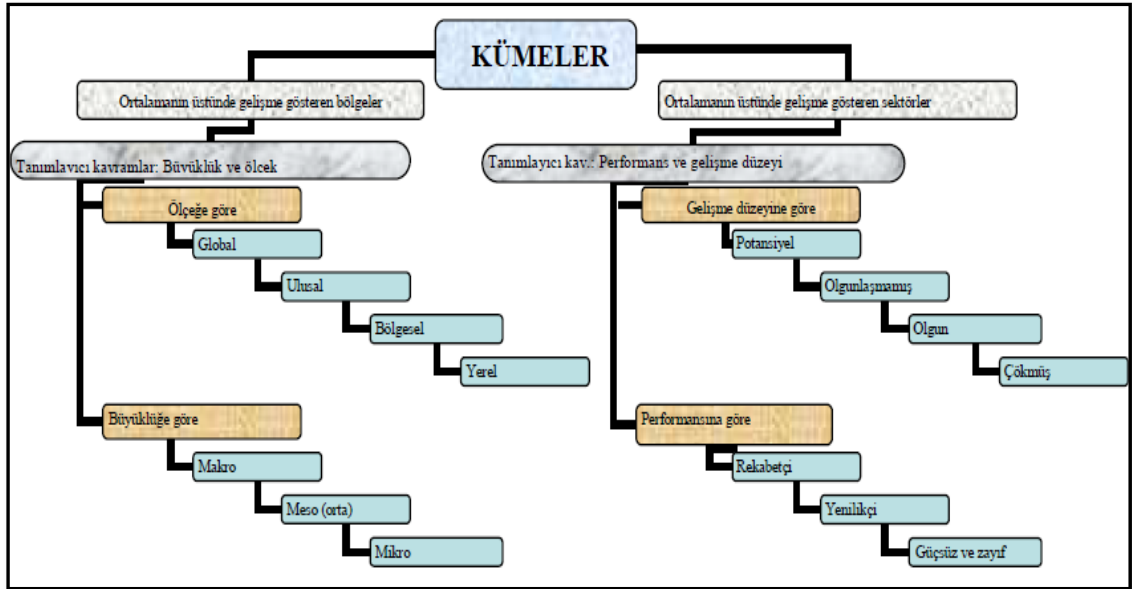 KÜMELER
Ortalamanın üstünde gelişme gösteren bölgeler
Tanımlayıcı kavramlar: Büyüklük ve ölçek
Ölçeğe göre
Global
Ulusal
Bölgesel
Yerel
Büyüklüğe göre
Makro
Meso (orta)
Mikro
Ortalamanın üstünde gelişme gösteren sektörler
Tanımlayıcı kav.: Performans ve gelişme düzeyi
Gelişme düzeyine göre
Potansiyel
Olgunlaşmamış
Olgun
Çökmüş
Performansına göre
Rekabetçi
Yenilikçi
Güçsüz ve zayıf